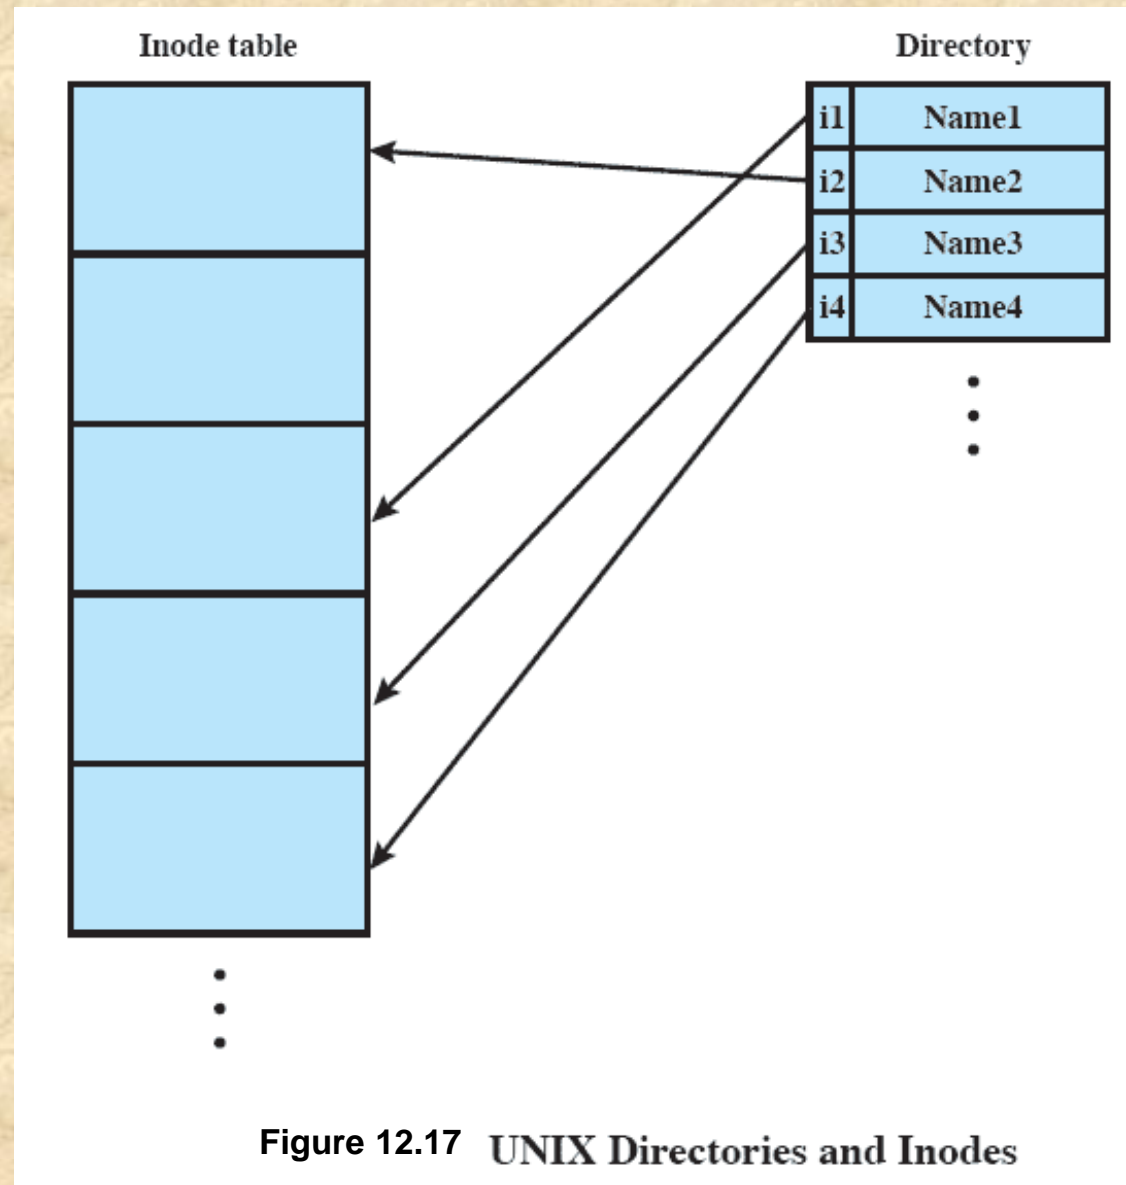 Inode table
Directory
i1 Name1
i2 Name2
i3 Name3
i4 Name4
Figure 12.17 UNIX Directories and Inodes